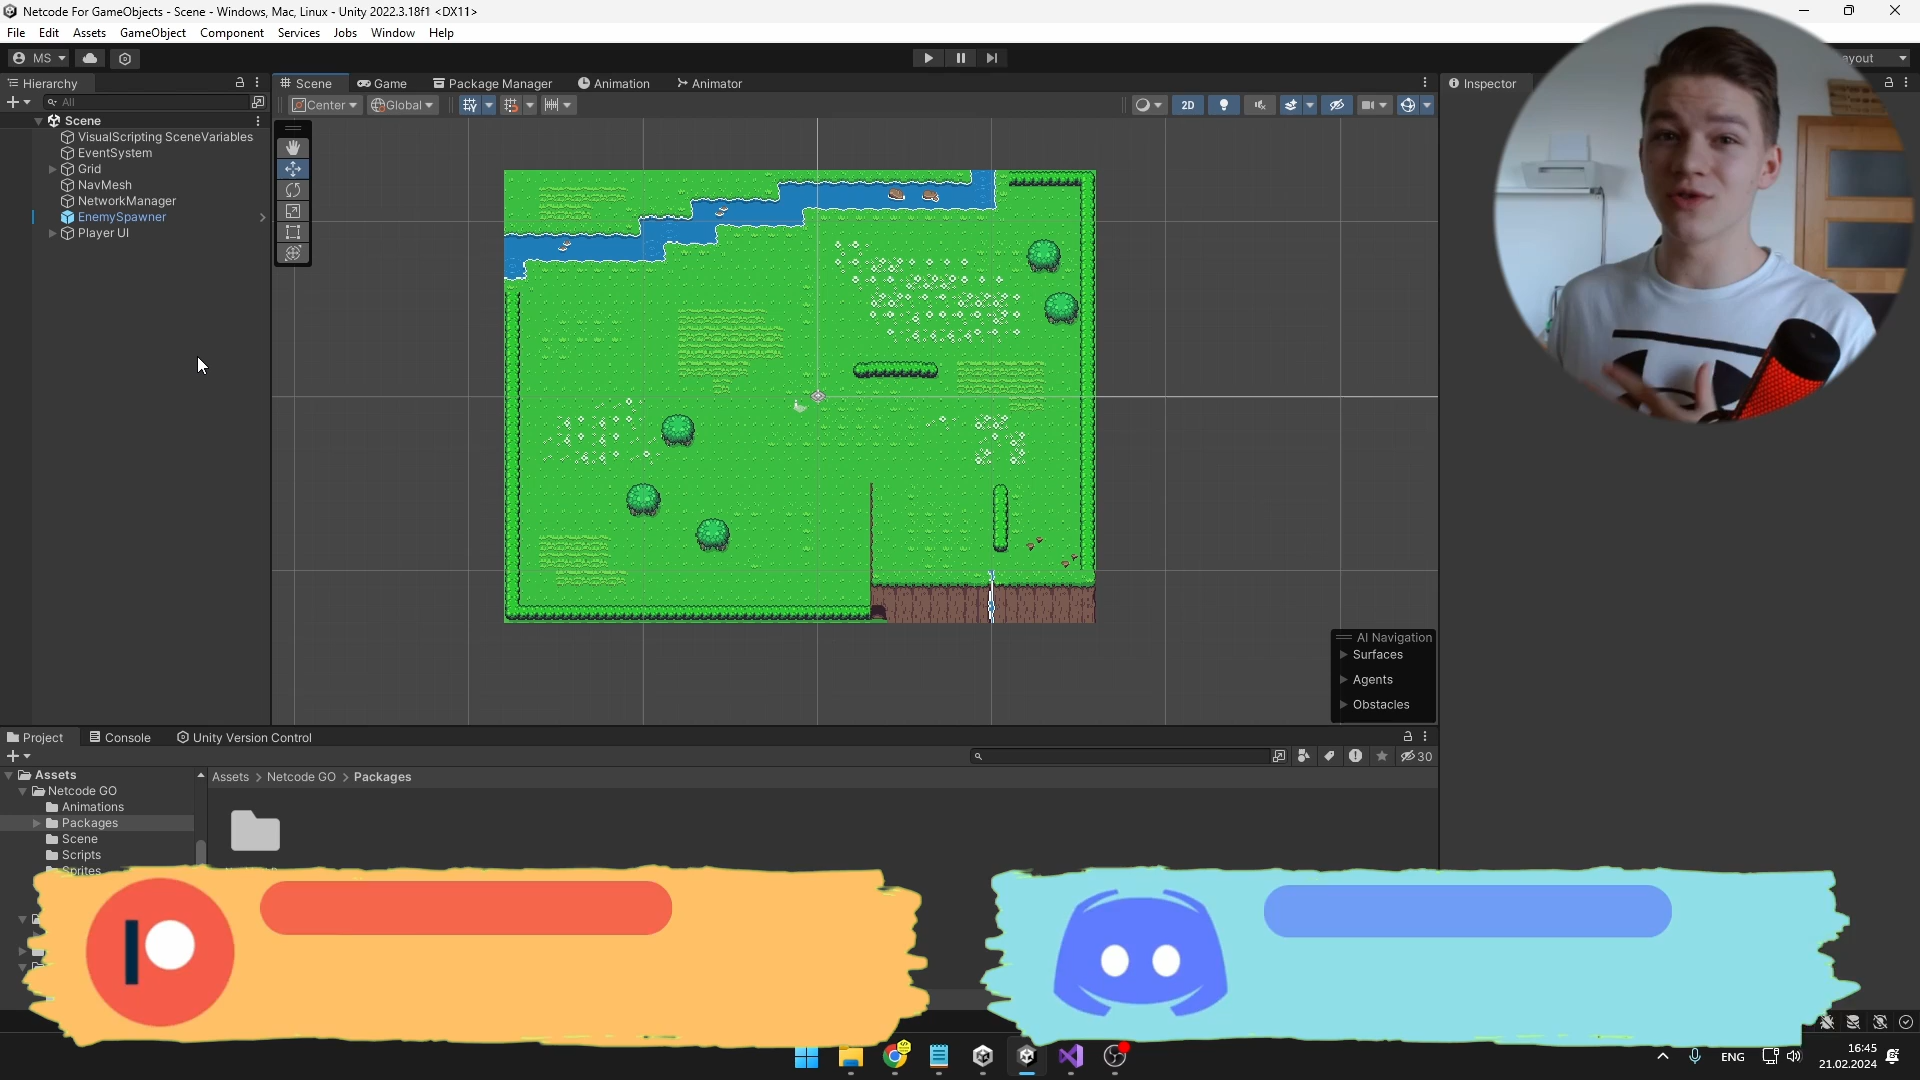 Netcode For GameObjects - Scene - Windows, Mac, Linux - Unity 2022.3.18f1 <DX11>
File Edit Assets GameObject Component Services Jobs Window Help
MS
ayout
Hierarchy
Scene Game Package Manager Animation Animator
Inspector
All
Center Global
2D
Scene
VisualScripting SceneVariables
EventSystem
Grid
NavMesh
NetworkManager
EnemySpawner
Player UI
AI Navigation
Surfaces
Agents
Obstacles
Project Console Unity Version Control
30
Assets
Netcode GO
Animations
Packages
Scene
Scripts
Sprites
Assets > Netcode GO > Packages
ENG
16:45
21.02.2024